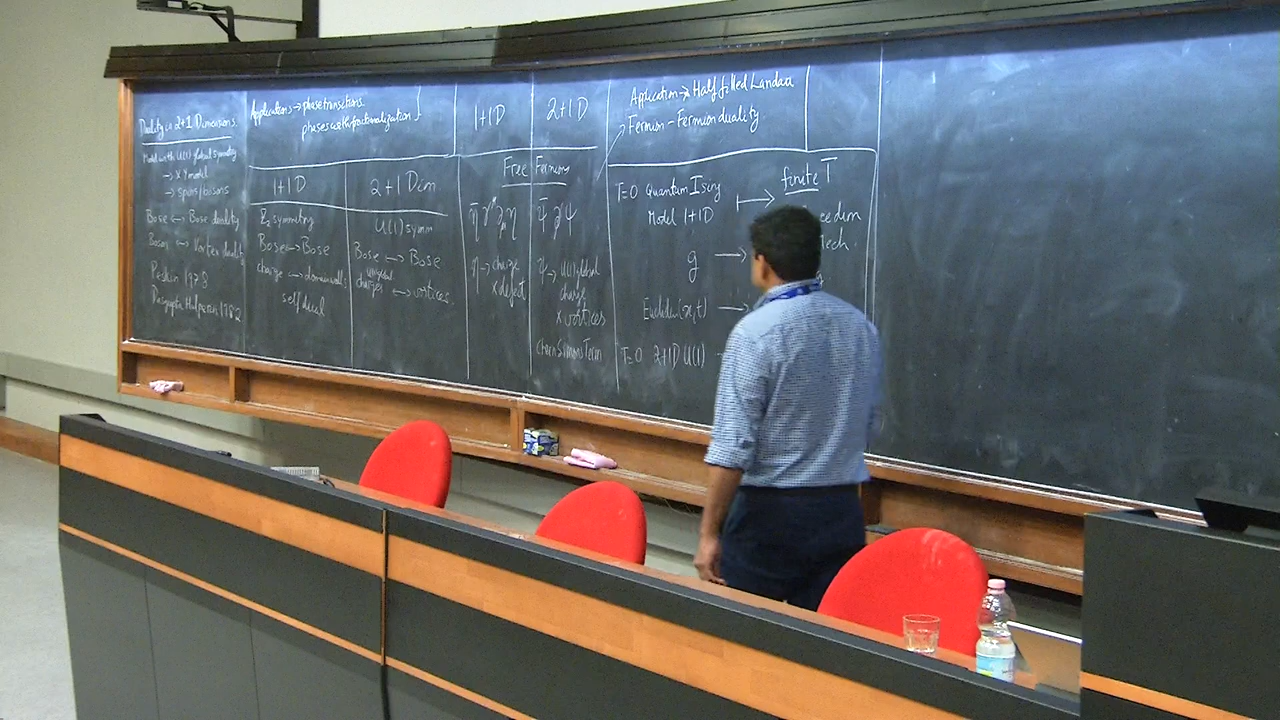 Duality in 2+1 Dimensions
Model with U(1) global symmetry
→ XY model
→ spins/bosons
Bose ↔ Bose duality
Boson ↔ Vortex duality
Peskin 1978
Dasgupta Halperin 1982
Applications → phase transitions
phases with fractionalization }
1+1D
Z₂ symmetry
Bose ↔ Bose
charge ↔ domain walls
self dual
2+1 Dim
U(1) symm
Bose ↔ Bose
charges ↔ vortices.
1+1D
2+1D
Free Fermions
η → charge
x defect
ψ → U(1) global
charge
x vortices
Chern Simons Term
Application → Half filled Landau
Fermion-Fermion duality
T=0 Quantum Ising
Model 1+1D
g →
Euclidean (x,t) →
T=0 2+1D U(1)
finite T